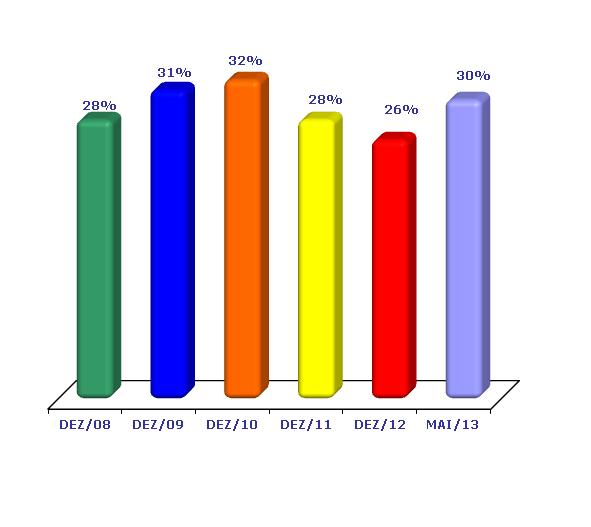 28%
31%
32%
28%
26%
30%
DEZ/08
DEZ/09
DEZ/10
DEZ/11
DEZ/12
MAI/13